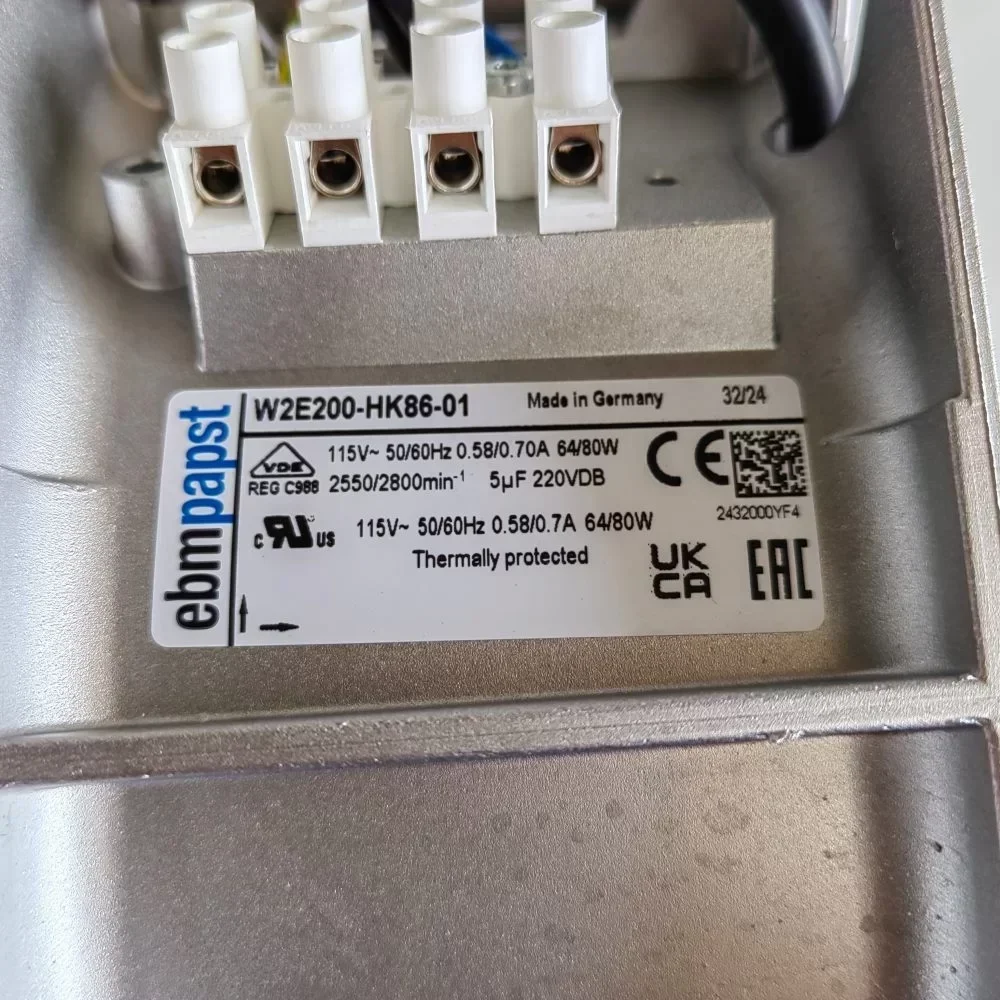 ebmpapst
W2E200-HK86-01 Made in Germany 32/24
VDE 115V~ 50/60Hz 0.58/0.70A 64/80W CE
REG C988 2550/2800min⁻¹ 5µF 220VDB
2432000YF4
c RU US 115V~ 50/60Hz 0.58/0.7A 64/80W
Thermally protected
UK
CA
EAC